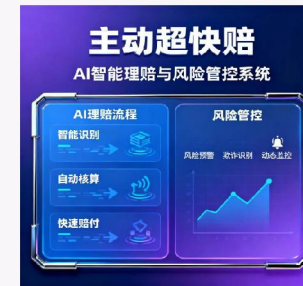 主动超快赔
AI智能理赔与风险管控系统
AI理赔流程
智能识别
自动核算
快速赔付
风险管控
风险预警 欺诈识别 动态监控